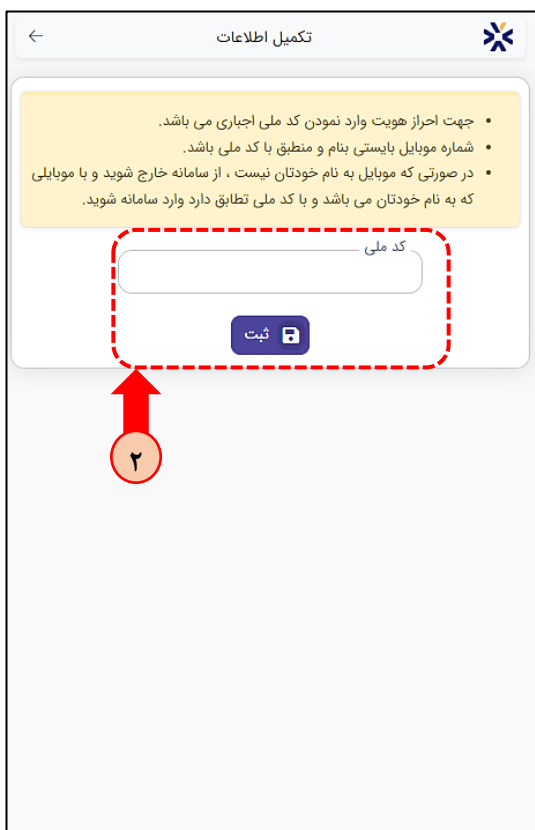 تکمیل اطلاعات
جهت احراز هویت وارد نمودن کد ملی اجباری می باشد.
شماره موبایل بایستی بنام و منطبق با کد ملی باشد.
در صورتی که موبایل به نام خودتان نیست ، از سامانه خارج شوید و با موبایلی
که به نام خودتان می باشد و با کد ملی تطابق دارد وارد سامانه شوید.
کد ملی
ثبت
۲